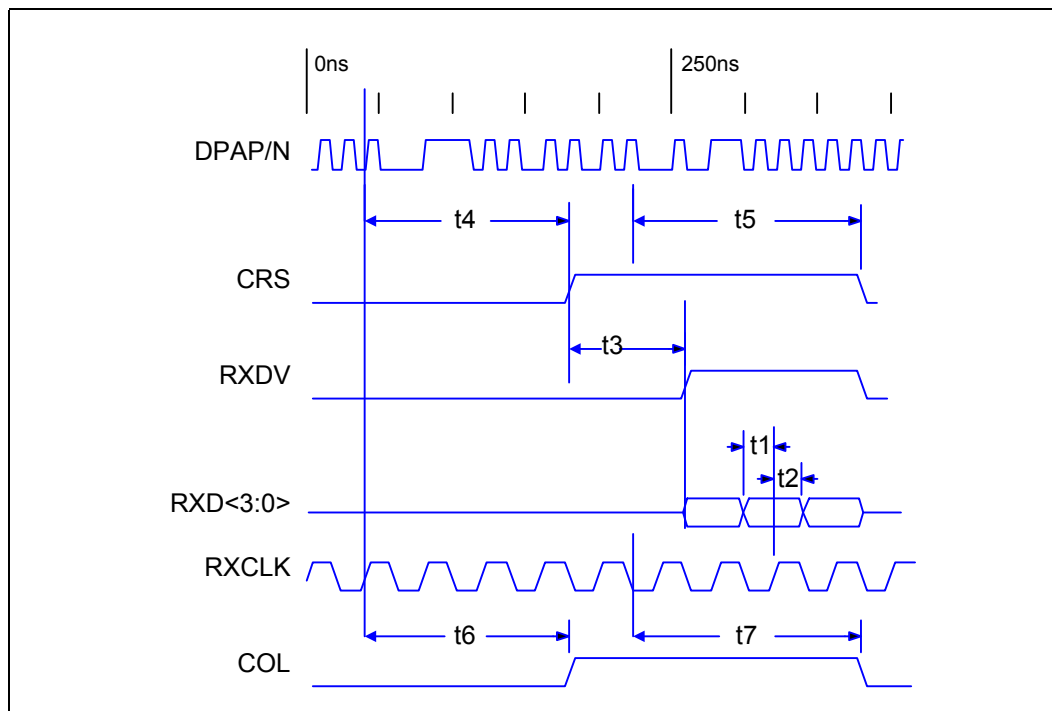 0ns 250ns
DPAP/N
t4 t5
CRS
t3
RXDV
t1
t2
RXD<3:0>
RXCLK
t6 t7
COL